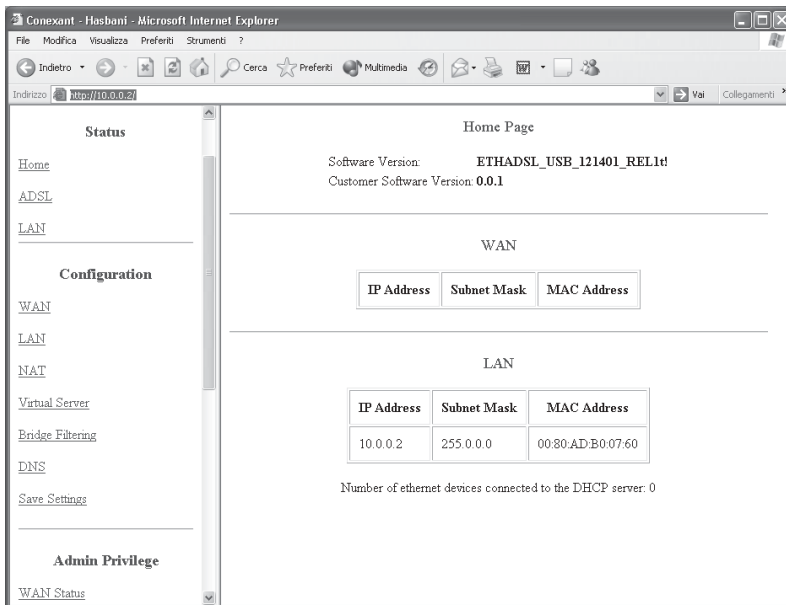 Conexant - Hasbani - Microsoft Internet Explorer
File Modifica Visualizza Preferiti Strumenti ?
Indietro Cerca Preferiti Multimedia
Indirizzo http://10.0.0.2/ Vai Collegamenti
Status
Home
ADSL
LAN
Configuration
WAN
LAN
NAT
Virtual Server
Bridge Filtering
DNS
Save Settings
Admin Privilege
WAN Status
Home Page
Software Version: ETHADSL_USB_121401_REL1t!
Customer Software Version: 0.0.1
WAN
IP Address Subnet Mask MAC Address
LAN
IP Address Subnet Mask MAC Address
10.0.0.2 255.0.0.0 00:80:AD:B0:07:60
Number of ethernet devices connected to the DHCP server: 0